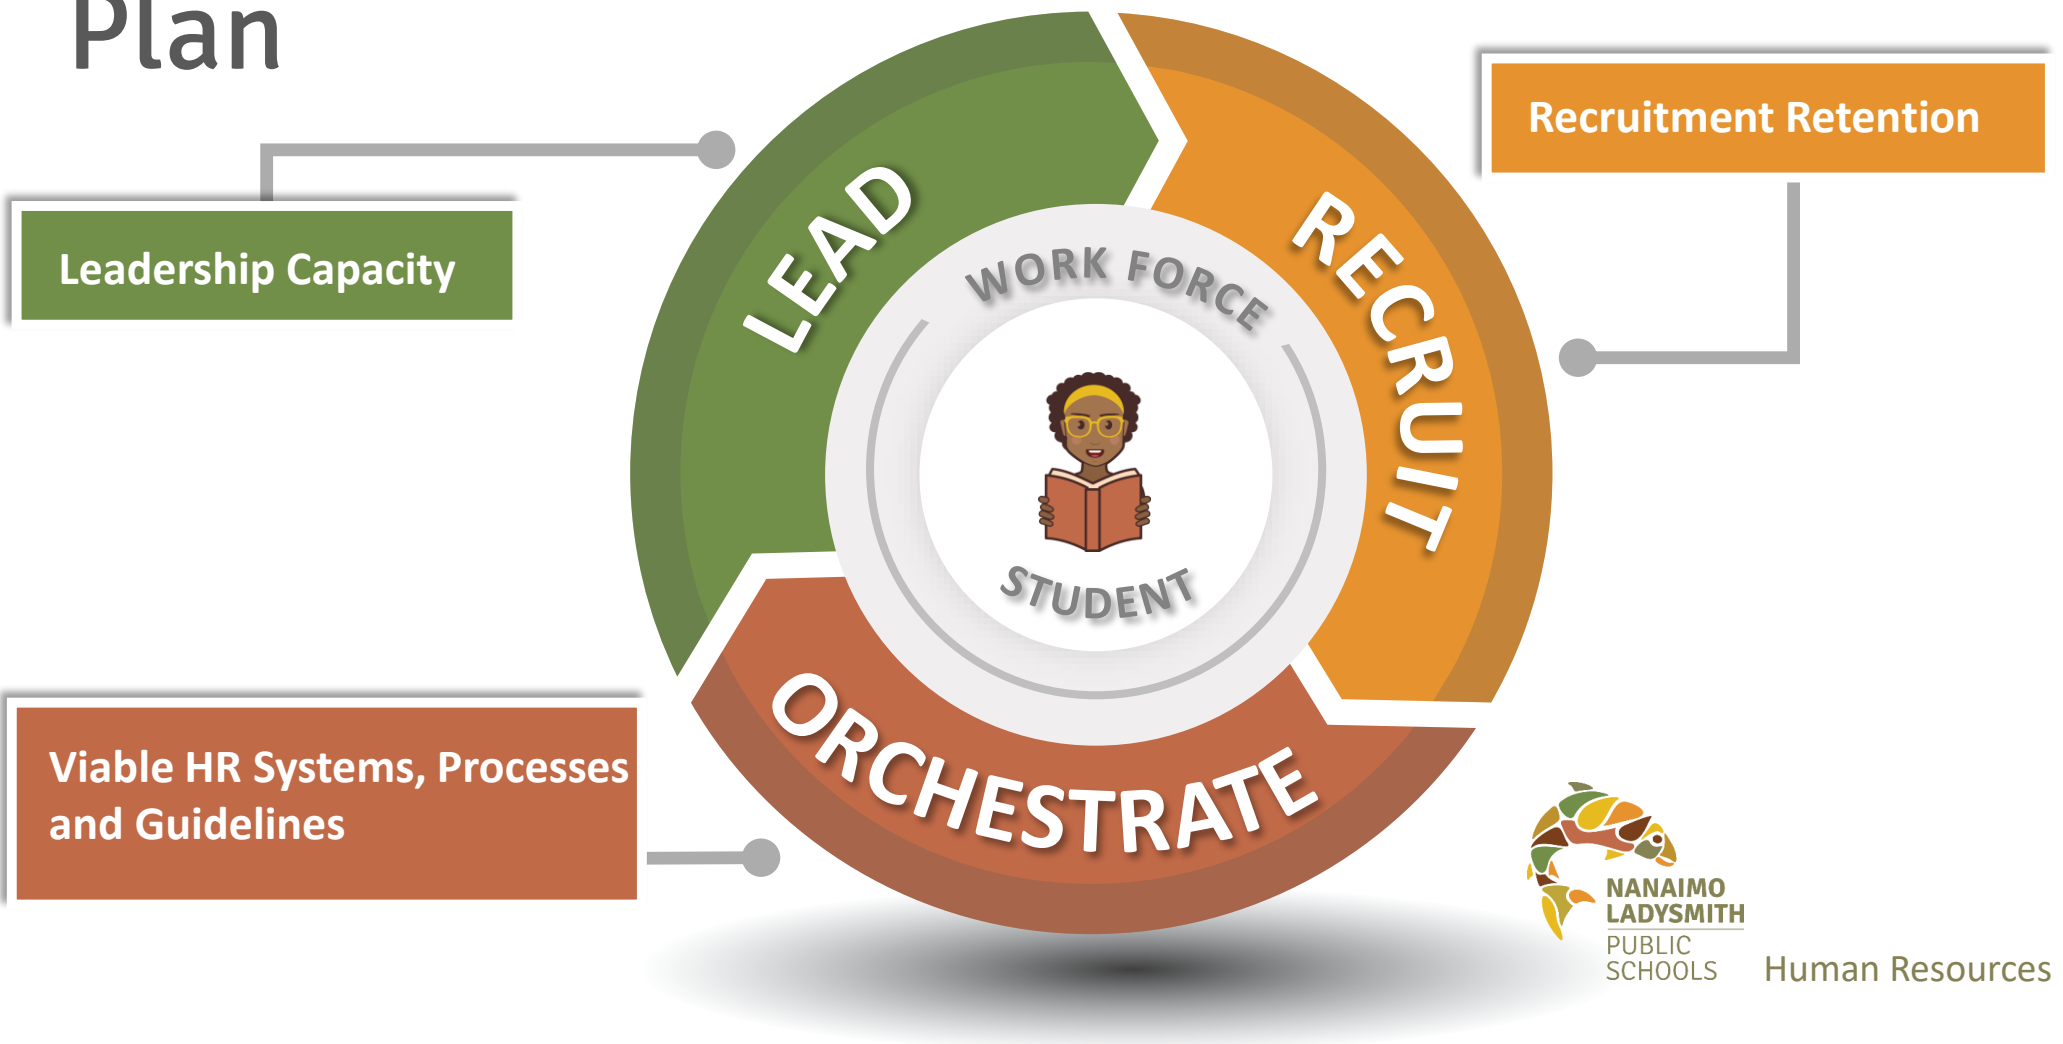 Plan
Recruitment Retention
Leadership Capacity
LEAD
RECRUIT
WORK FORCE
STUDENT
ORCHESTRATE
Viable HR Systems, Processes
and Guidelines
NANAIMO
LADYSMITH
PUBLIC
SCHOOLS
Human Resources